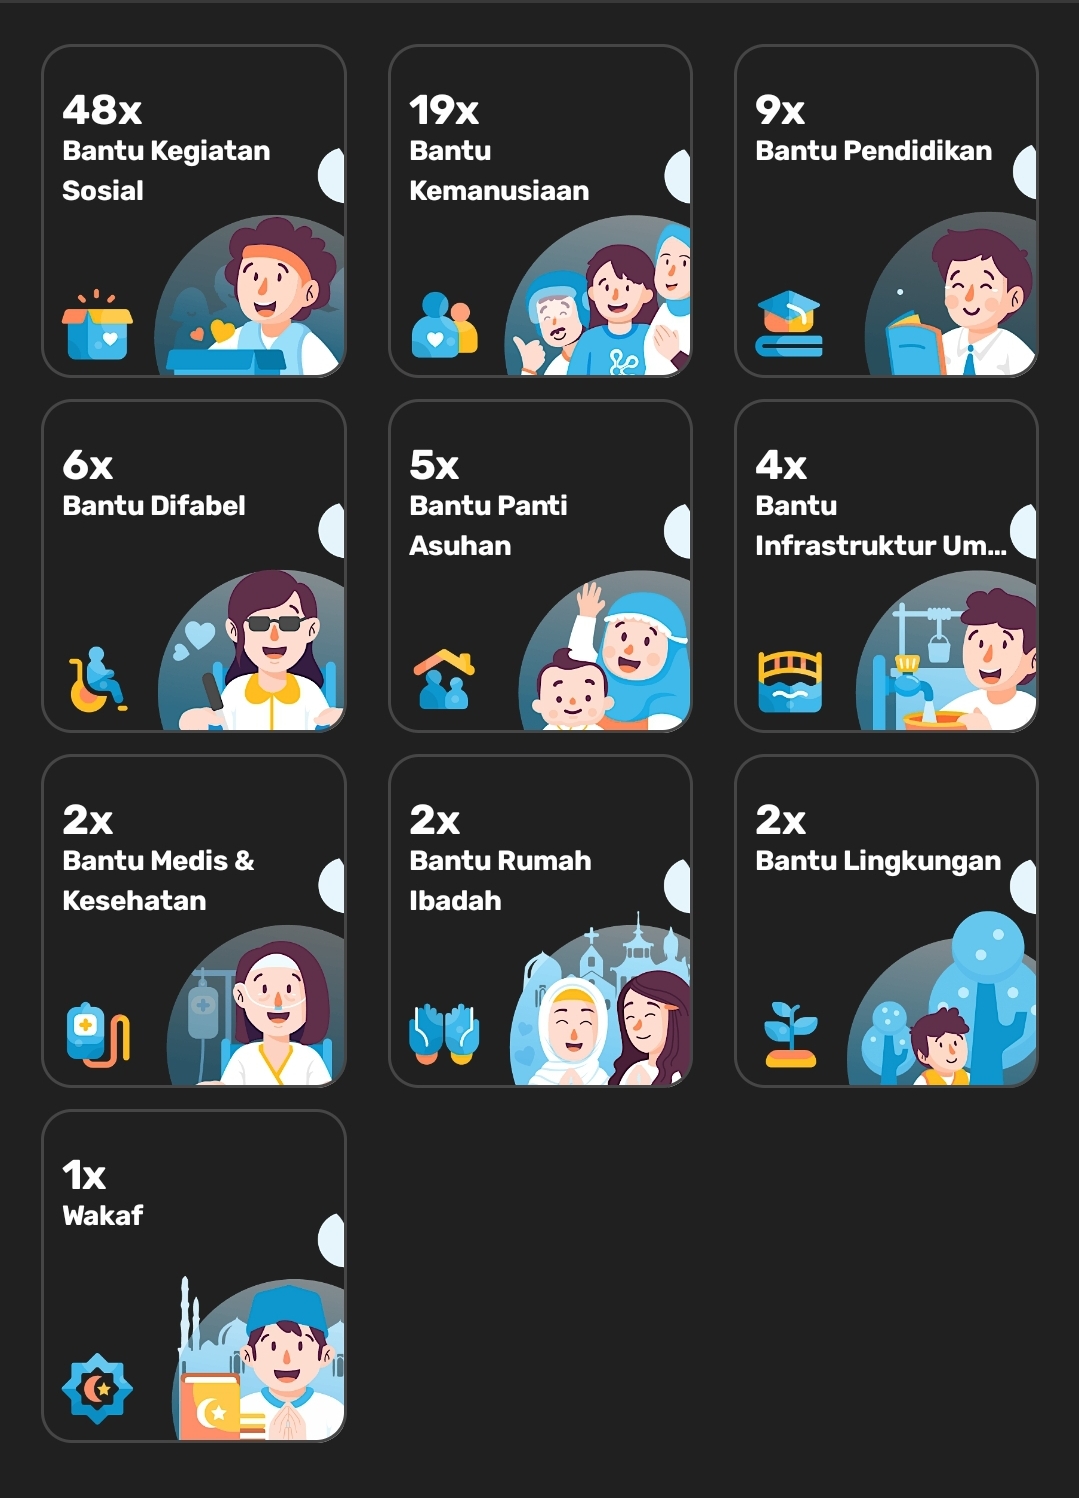 48x
Bantu Kegiatan
Sosial
19x
Bantu
Kemanusiaan
9x
Bantu Pendidikan
6x
Bantu Difabel
5x
Bantu Panti
Asuhan
4x
Bantu
Infrastruktur Um...
2x
Bantu Medis &
Kesehatan
2x
Bantu Rumah
Ibadah
2x
Bantu Lingkungan
1x
Wakaf